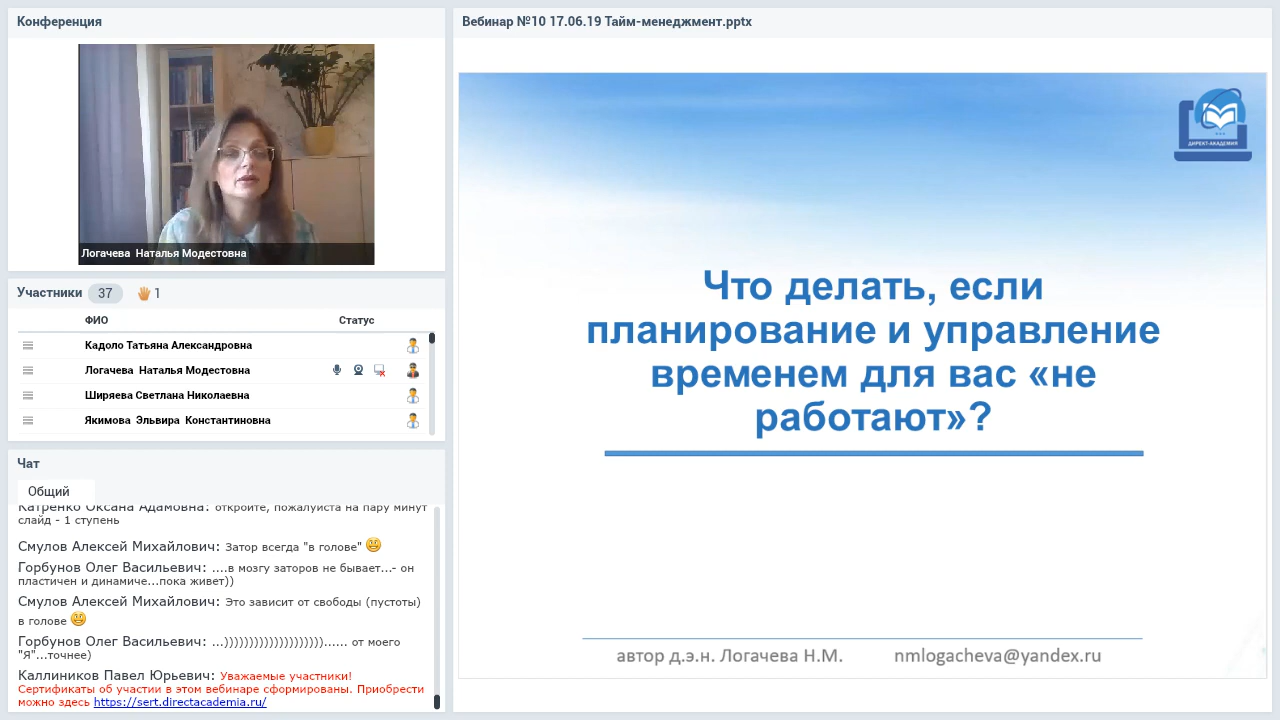 Конференция
Логачева  Наталья Модестовна
Участники 37 1
ФИО Статус
Кадоло Татьяна Александровна
Логачева  Наталья Модестовна
Ширяева Светлана Николаевна
Якимова  Эльвира  Константиновна
Чат
Общий
Катренко Оксана Адамовна: откройте, пожалуйста на пару минут
слайд - 1 ступень
Смулов Алексей Михайлович: Затор всегда "в голове"
Горбунов Олег Васильевич: ....в мозгу заторов не бывает...- он
пластичен и динамиче...пока живет))
Смулов Алексей Михайлович: Это зависит от свободы (пустоты)
в голове
Горбунов Олег Васильевич: ...))))))))))))))))))))...... от моего
"Я"...точнее)
Каллиников Павел Юрьевич: Уважаемые участники!
Сертификаты об участии в этом вебинаре сформированы. Приобрести
можно здесь https://sert.directacademia.ru/
Вебинар №10 17.06.19 Тайм-менеджмент.pptx
ДИРЕКТ-АКАДЕМИЯ
Что делать, если
планирование и управление
временем для вас «не
работают»?
автор д.э.н. Логачева Н.М. nmlogacheva@yandex.ru